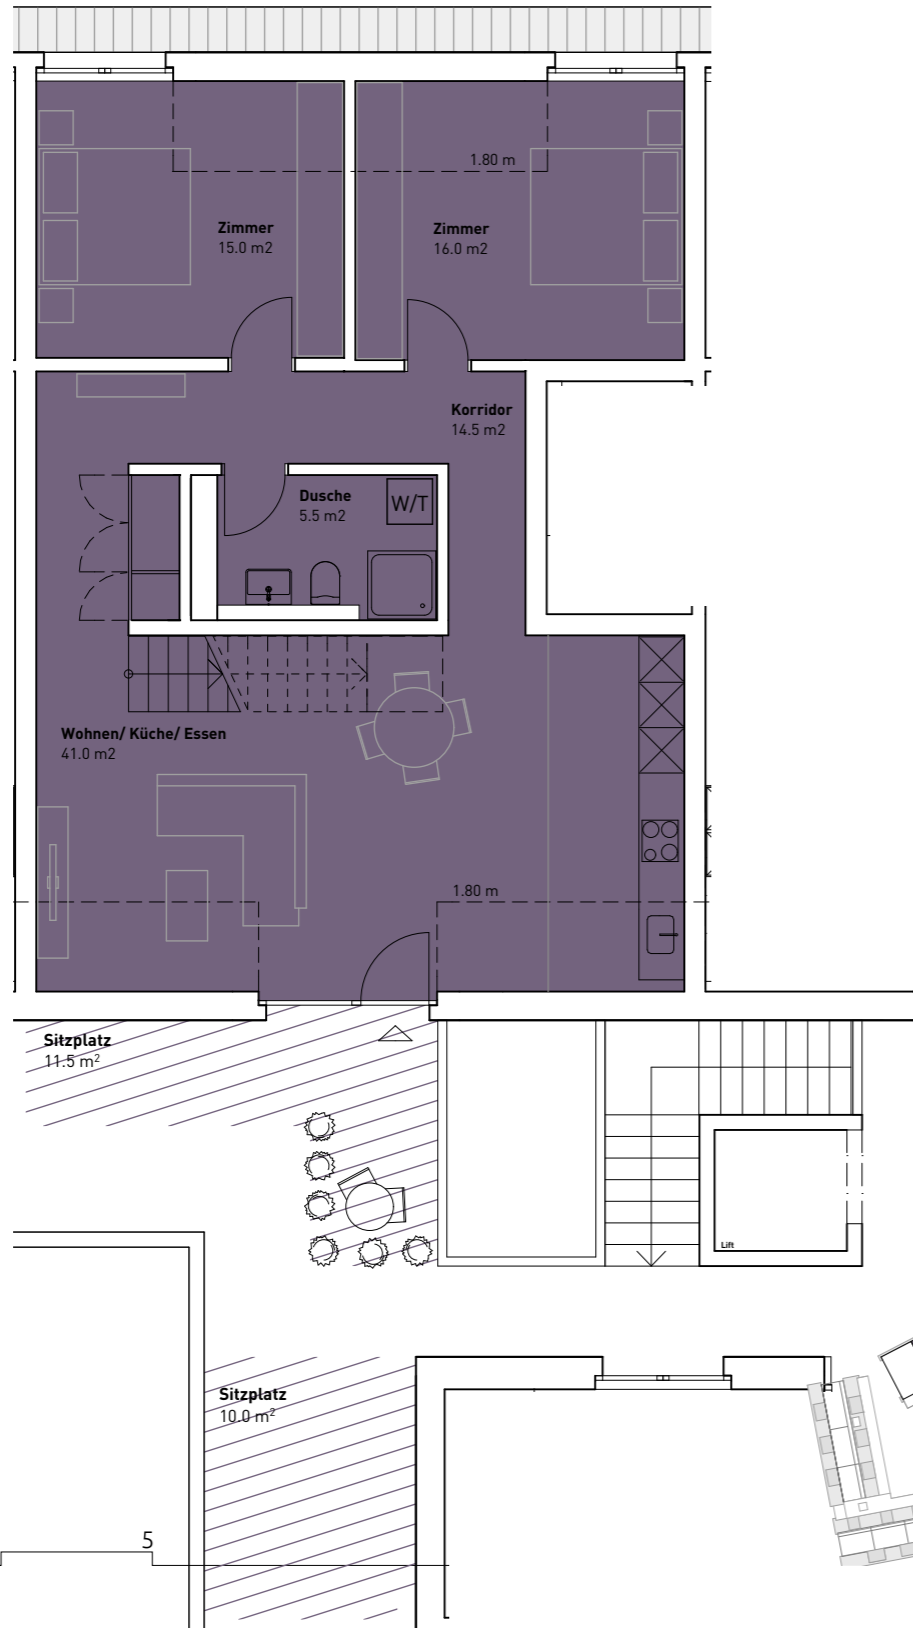 1.80 m
Zimmer
15.0 m2
Zimmer
16.0 m2
Korridor
14.5 m2
Dusche
5.5 m2
W/T
Wohnen/ Küche/ Essen
41.0 m2
1.80 m
Sitzplatz
11.5 m²
Lift
Sitzplatz
10.0 m²
5